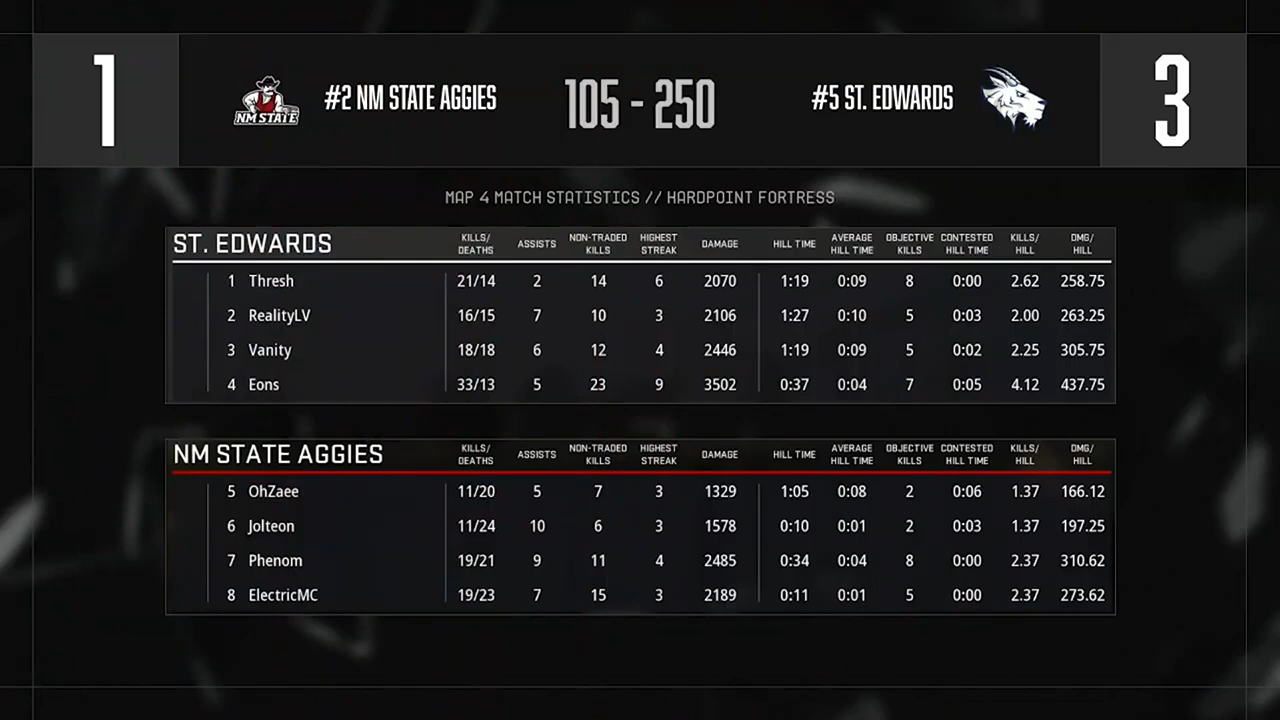 1
NM STATE
#2 NM STATE AGGIES
105 - 250
#5 ST. EDWARDS
3
MAP 4 MATCH STATISTICS // HARDPOINT FORTRESS
ST. EDWARDS KILLS/DEATHS ASSISTS NON-TRADED KILLS HIGHEST STREAK DAMAGE HILL TIME AVERAGE HILL TIME OBJECTIVE KILLS CONTESTED HILL TIME KILLS/HILL DMG/HILL
1 Thresh 21/14 2 14 6 2070 1:19 0:09 8 0:00 2.62 258.75
2 RealityLV 16/15 7 10 3 2106 1:27 0:10 5 0:03 2.00 263.25
3 Vanity 18/18 6 12 4 2446 1:19 0:09 5 0:02 2.25 305.75
4 Eons 33/13 5 23 9 3502 0:37 0:04 7 0:05 4.12 437.75
NM STATE AGGIES KILLS/DEATHS ASSISTS NON-TRADED KILLS HIGHEST STREAK DAMAGE HILL TIME AVERAGE HILL TIME OBJECTIVE KILLS CONTESTED HILL TIME KILLS/HILL DMG/HILL
5 OhZaee 11/20 5 7 3 1329 1:05 0:08 2 0:06 1.37 166.12
6 Jolteon 11/24 10 6 3 1578 0:10 0:01 2 0:03 1.37 197.25
7 Phenom 19/21 9 11 4 2485 0:34 0:04 8 0:00 2.37 310.62
8 ElectricMC 19/23 7 15 3 2189 0:11 0:01 5 0:00 2.37 273.62